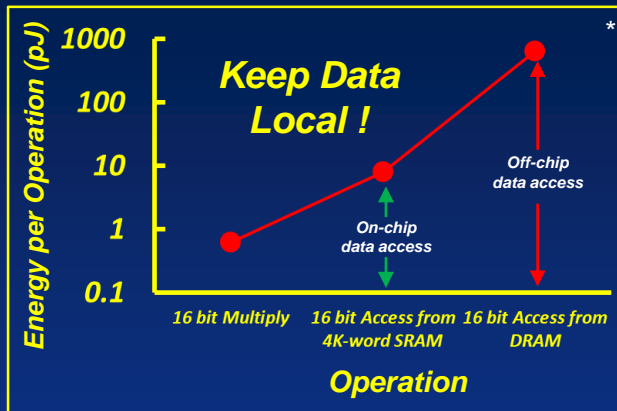 *
Energy per Operation (pJ)
1000
100
10
1
0.1
Keep Data
Local !
On-chip
data access
Off-chip
data access
16 bit Multiply
16 bit Access from
4K-word SRAM
16 bit Access from
DRAM
Operation